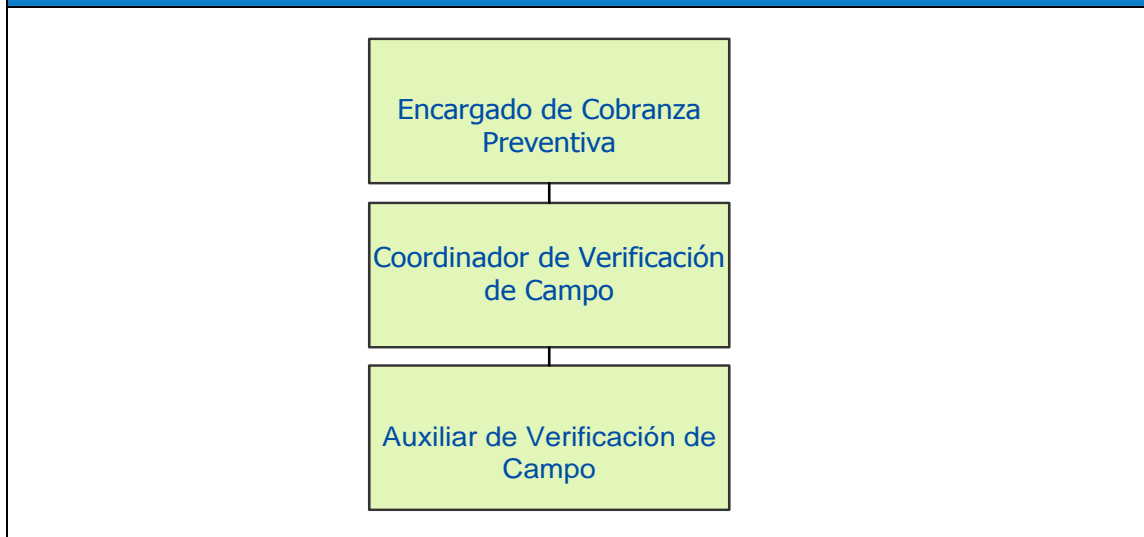 Encargado de Cobranza
Preventiva
Coordinador de Verificación
de Campo
Auxiliar de Verificación de
Campo